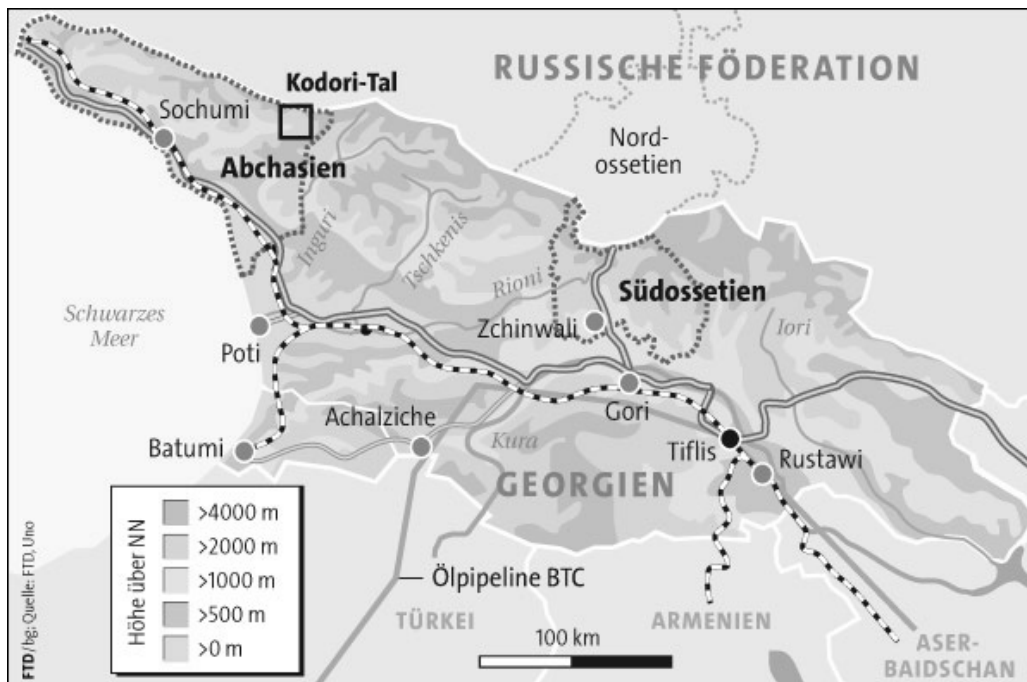 RUSSISCHE FÖDERATION
Kodori-Tal
Sochumi
Nord-
ossetien
Abchasien
Inguri
Tschkenis
Rioni
Südossetien
Schwarzes
Meer
Zchinwali
Iori
Poti
Gori
Achalziche
Batumi
Kura
Tiflis
Rustawi
GEORGIEN
Höhe über NN
>4000 m
>2000 m
>1000 m
>500 m
>0 m
Ölpipeline BTC
TÜRKEI
ARMENIEN
100 km
ASER-
BAIDSCHAN
FTD/bg; Quelle: FTD, Uno